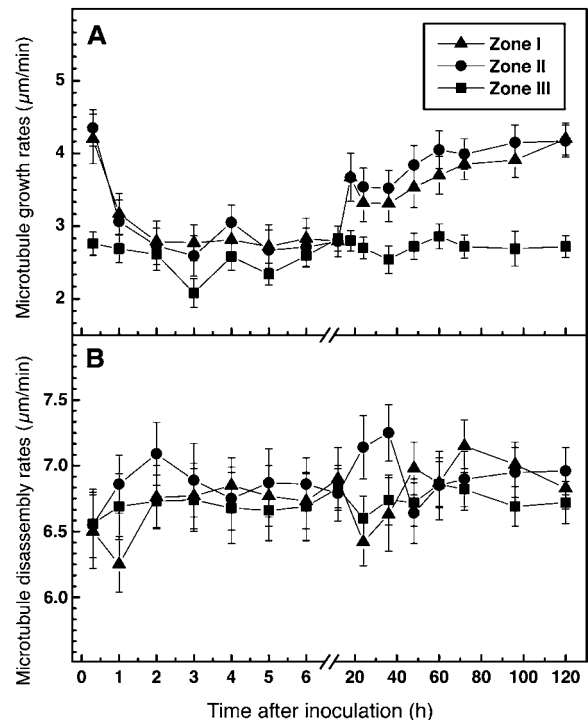 A
Zone I
Zone II
Zone III
Microtubule growth rates (µm/min)
5
4
3
2
B
Microtubule disassembly rates (µm/min)
7.5
7.0
6.5
6.0
0 1 2 3 4 5 6 20 40 60 80 100 120
Time after inoculation (h)